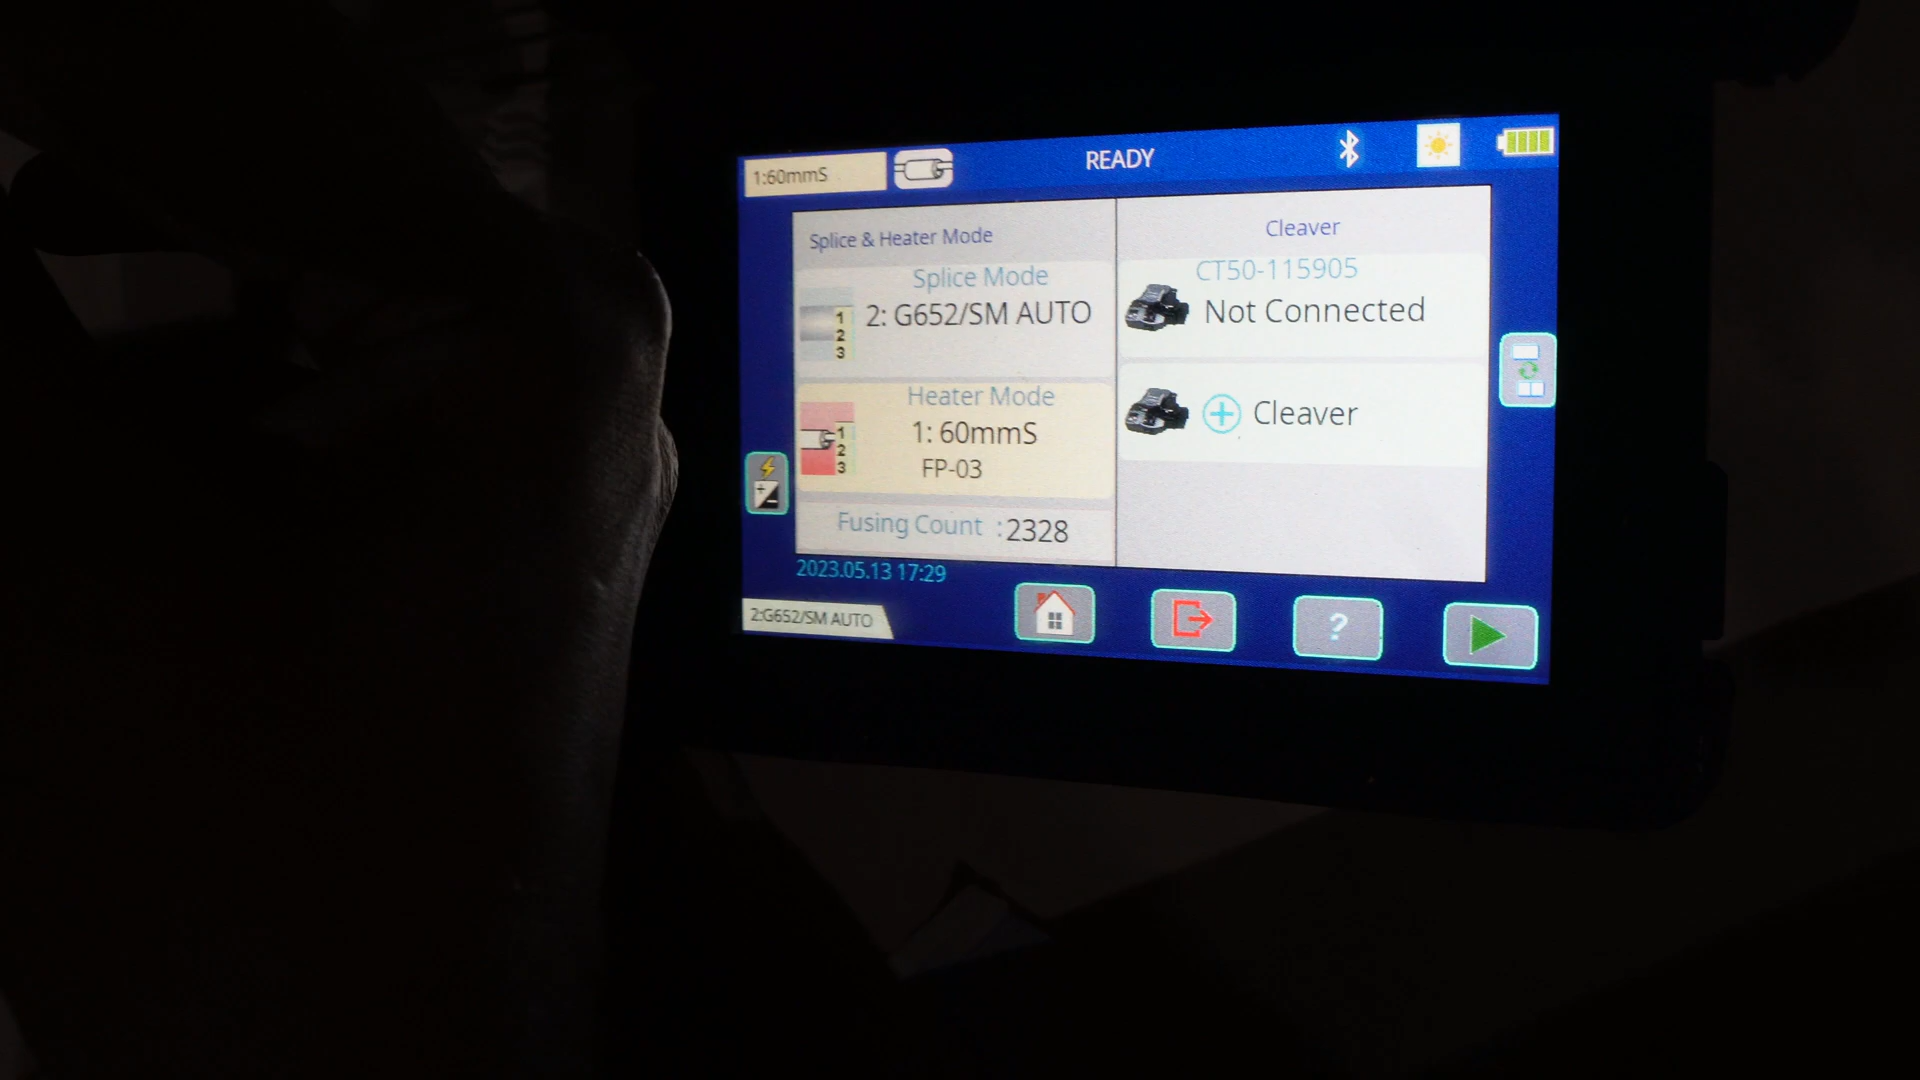 1:60mmS
READY
Splice & Heater Mode
Splice Mode
1
2
3
2: G652/SM AUTO
Heater Mode
1
2
3
1: 60mmS
FP-03
Fusing Count :2328
Cleaver
CT50-115905
Not Connected
Cleaver
2023.05.13 17:29
2:G652/SM AUTO
?